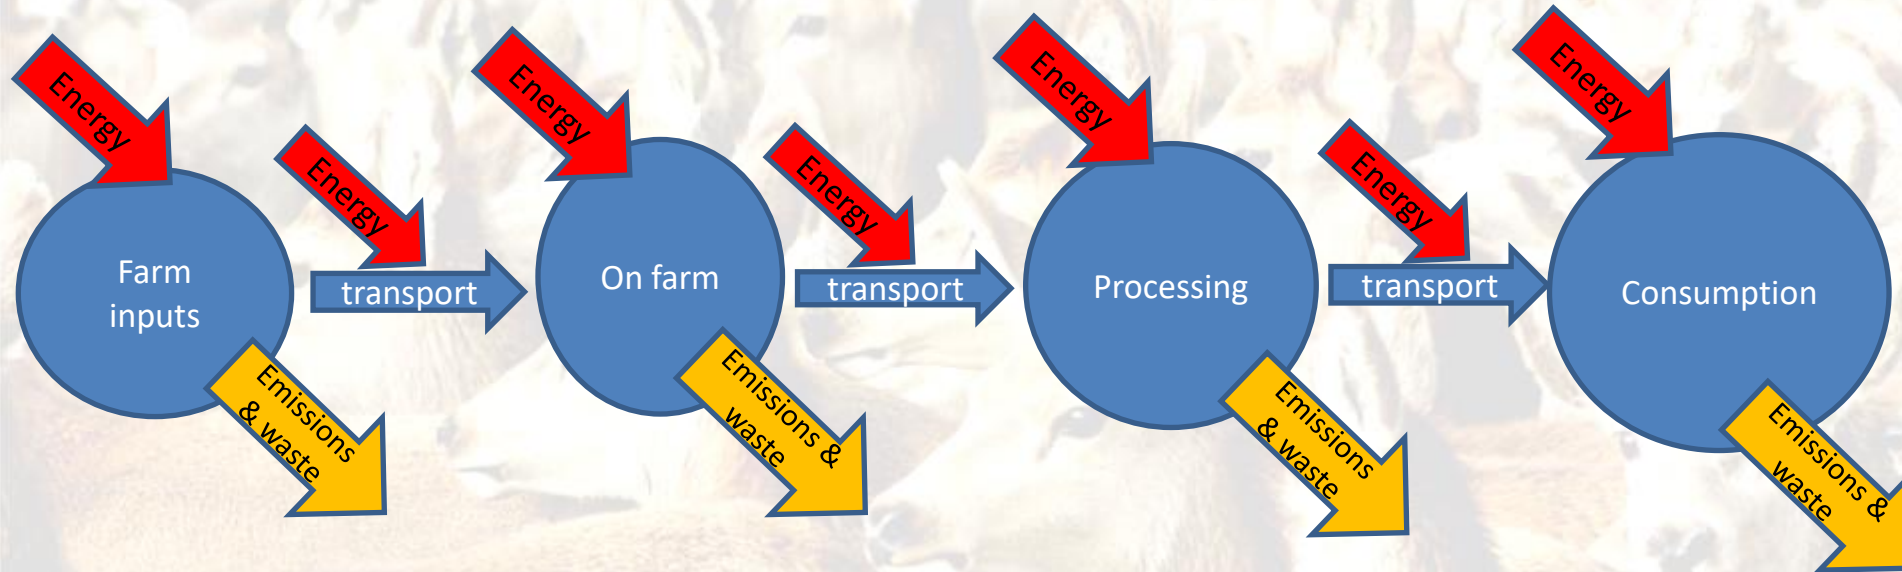 Energy
Energy
Energy
Energy
Energy
Energy
Energy
Farm
inputs
transport
On farm
transport
Processing
transport
Consumption
Emissions
& waste
Emissions &
waste
Emissions
& waste
Emissions &
waste